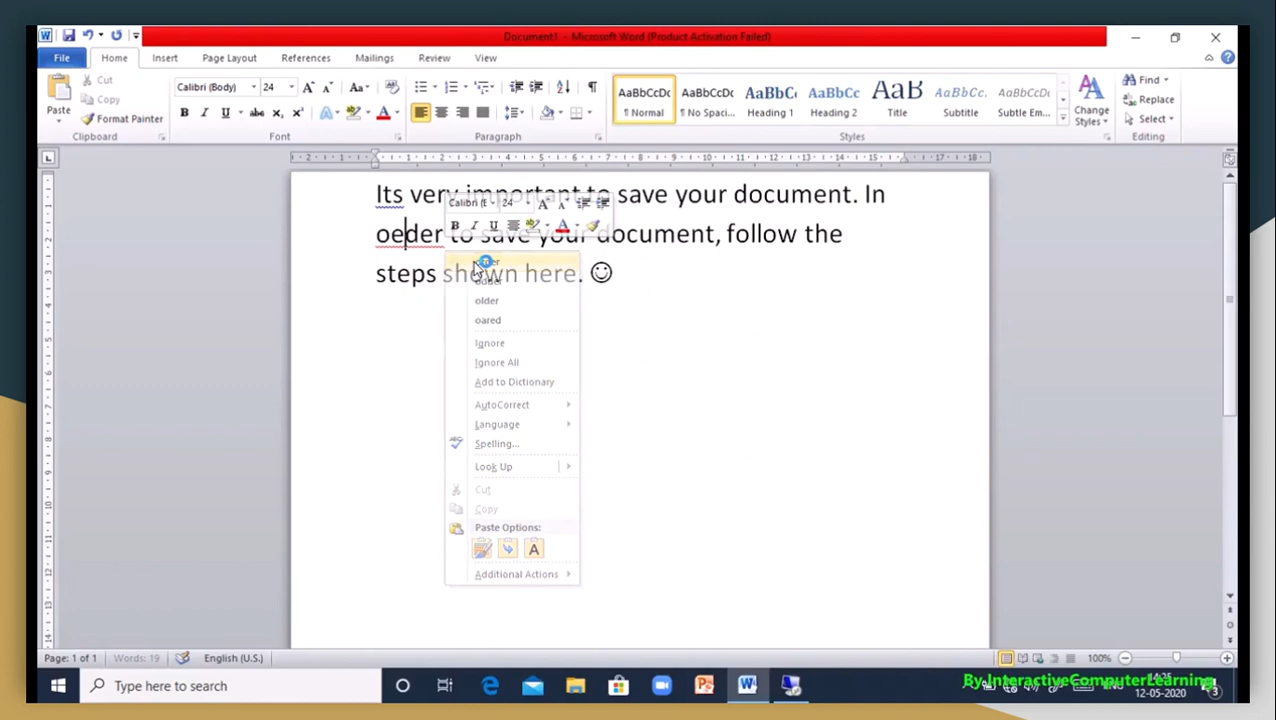 Document1 - Microsoft Word (Product Activation Failed)
File Home Insert Page Layout References Mailings Review View
Cut
Copy
Paste
Format Painter
Clipboard
Calibri (Body) 24
Font
Paragraph
AaBbCcDc AaBbCcDc AaBbC AaBbCc AaB AaBbCc. AaBbCcDc
¶ Normal ¶ No Spaci... Heading 1 Heading 2 Title Subtitle Subtle Em...
Change Styles
Styles
Find
Replace
Select
Editing
Its very important to save your document. In
oeder to save your document, follow the
steps shown here. ☺
Calibri (E 24
older
oared
Ignore
Ignore All
Add to Dictionary
AutoCorrect
Language
Spelling...
Look Up
Cut
Copy
Paste Options:
Additional Actions
Page: 1 of 1 Words: 19 English (U.S.) 100%
Type here to search
By InteractiveComputerLearning
12-05-2020